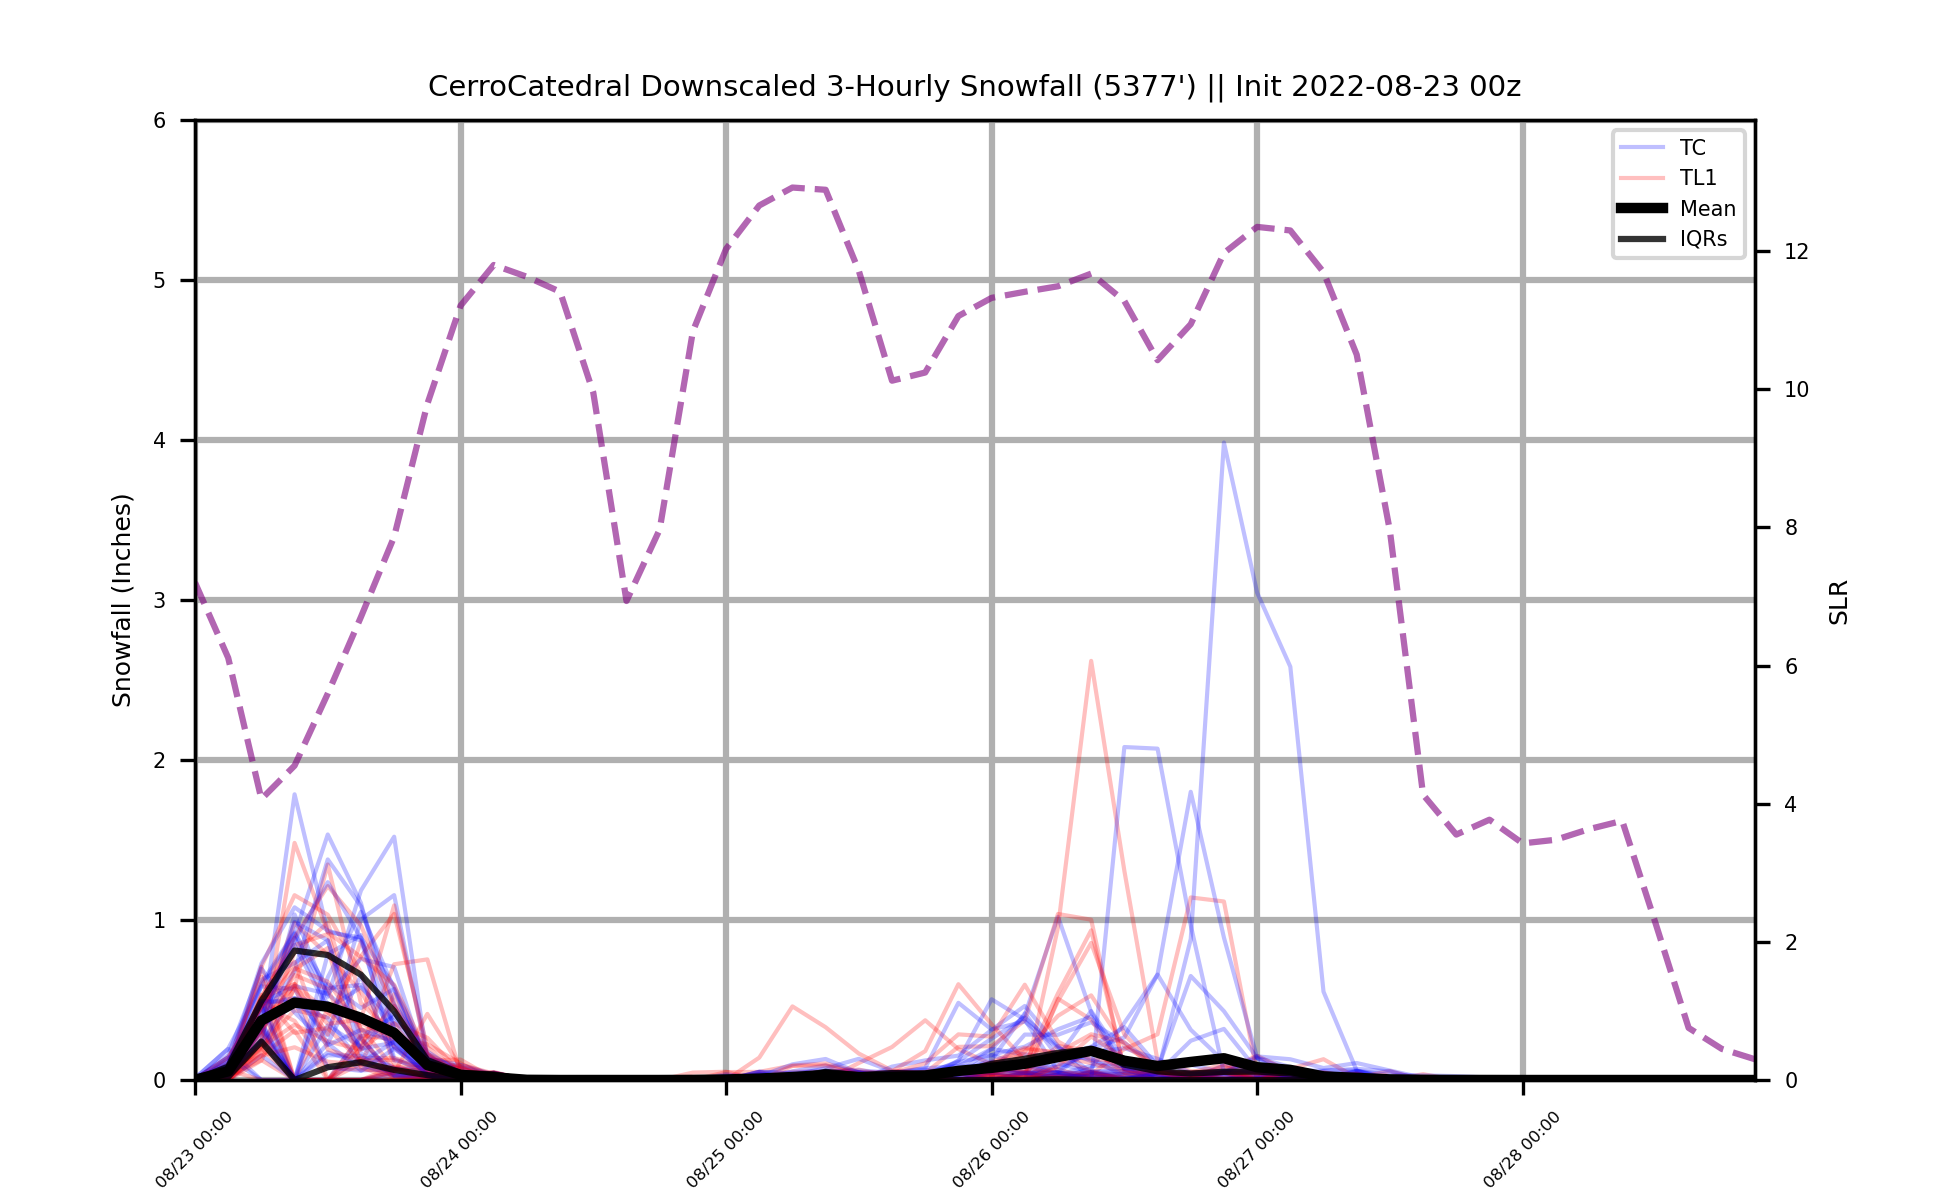 CerroCatedral Downscaled 3-Hourly Snowfall (5377') || Init 2022-08-23 00z
6
5
4
3
2
1
0
Snowfall (Inches)
TC
TL1
Mean
IQRs
12
10
8
6
4
2
0
SLR
08/23 00:00
08/24 00:00
08/25 00:00
08/26 00:00
08/27 00:00
08/28 00:00